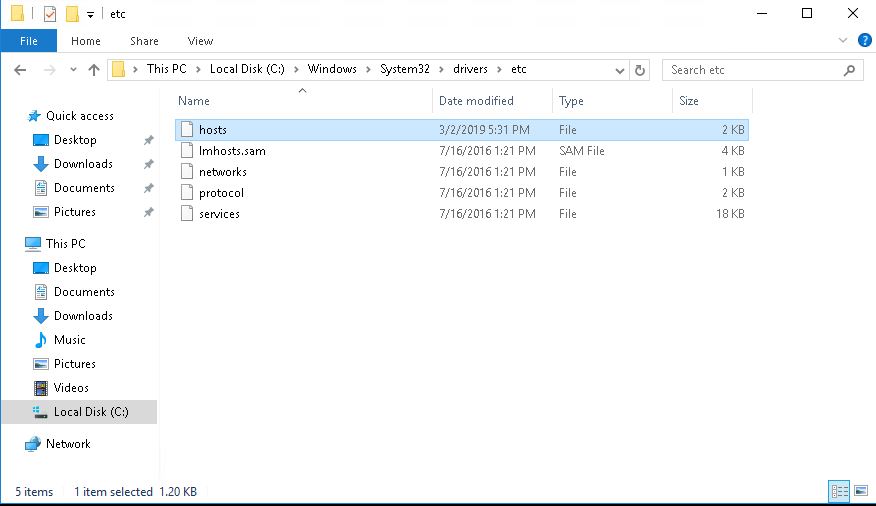 etc
File Home Share View
This PC Local Disk (C:) Windows System32 drivers etc Search etc
Name Date modified Type Size
Quick access
Desktop
Downloads
Documents
Pictures
This PC
Desktop
Documents
Downloads
Music
Pictures
Videos
Local Disk (C:)
Network
hosts 3/2/2019 5:31 PM File 2 KB
lmhosts.sam 7/16/2016 1:21 PM SAM File 4 KB
networks 7/16/2016 1:21 PM File 1 KB
protocol 7/16/2016 1:21 PM File 2 KB
services 7/16/2016 1:21 PM File 18 KB
5 items 1 item selected 1.20 KB